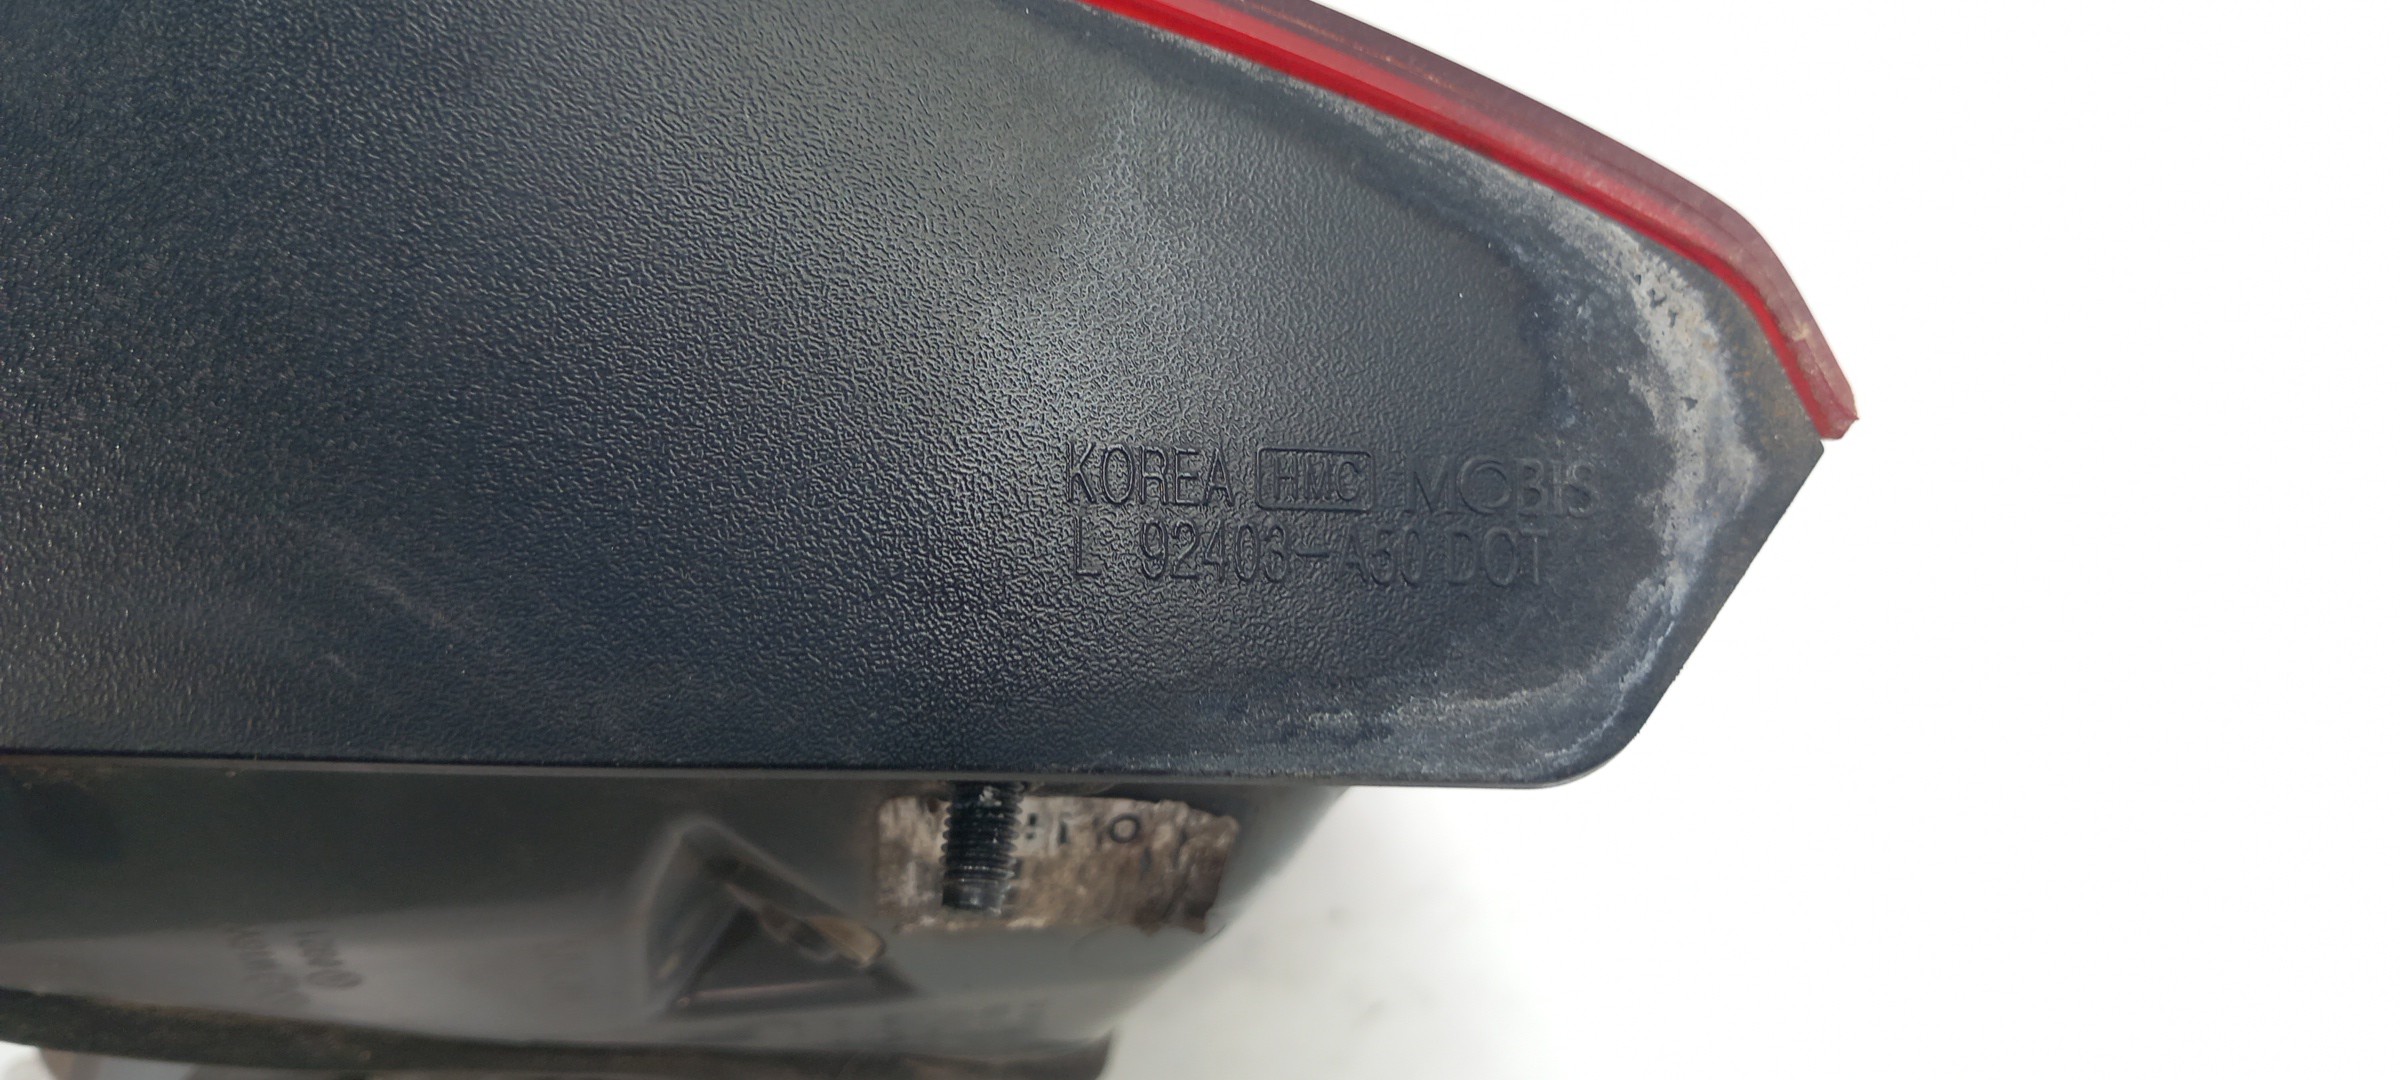 KOREA HMC MOBIS
L 92403-A50 DOT